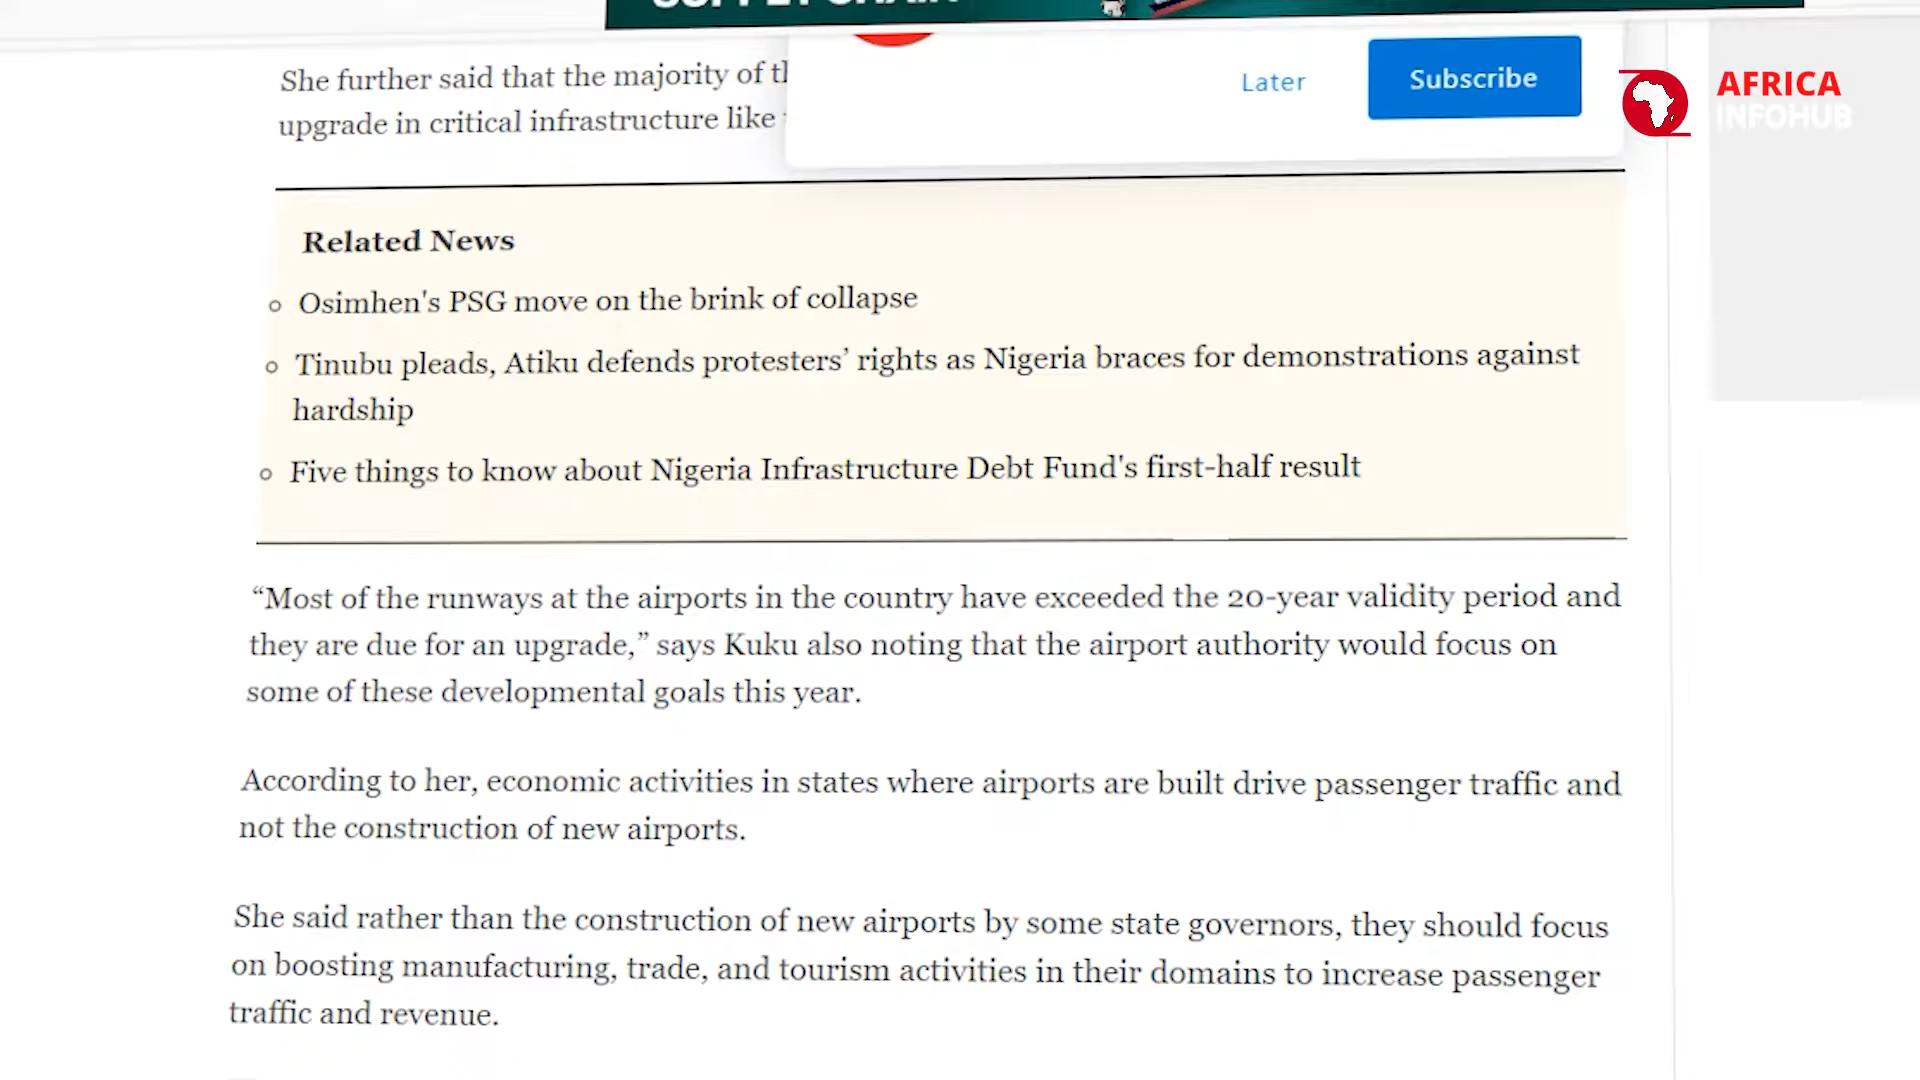 She further said that the majority of
upgrade in critical infrastructure like
Later
Subscribe
AFRICA
INFOHUB
Related News
Osimhen's PSG move on the brink of collapse
Tinubu pleads, Atiku defends protesters’ rights as Nigeria braces for demonstrations against
hardship
Five things to know about Nigeria Infrastructure Debt Fund's first-half result
“Most of the runways at the airports in the country have exceeded the 20-year validity period and
they are due for an upgrade,” says Kuku also noting that the airport authority would focus on
some of these developmental goals this year.
According to her, economic activities in states where airports are built drive passenger traffic and
not the construction of new airports.
She said rather than the construction of new airports by some state governors, they should focus
on boosting manufacturing, trade, and tourism activities in their domains to increase passenger
traffic and revenue.